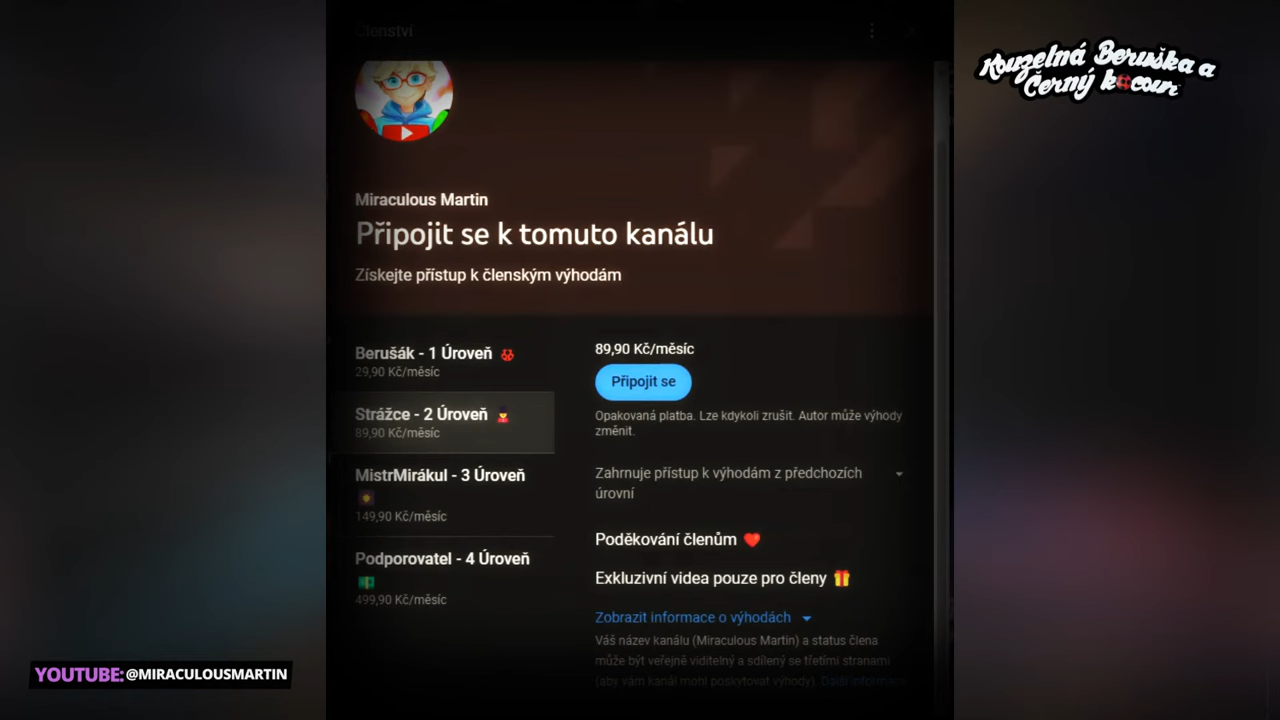 Členství
Kouzelná Beruška a
Černý kocour
Miraculous Martin
Připojit se k tomuto kanálu
Získejte přístup k členským výhodám
Berušák - 1 Úroveň
29,90 Kč/měsíc
Strážce - 2 Úroveň
89,90 Kč/měsíc
MistrMirákul - 3 Úroveň
149,90 Kč/měsíc
Podporovatel - 4 Úroveň
499,90 Kč/měsíc
89,90 Kč/měsíc
Připojit se
Opakovaná platba. Lze kdykoli zrušit. Autor může výhody
změnit.
Zahrnuje přístup k výhodám z předchozích
úrovní
Poděkování členům ❤️
Exkluzivní videa pouze pro členy 🎁
Zobrazit informace o výhodách
Váš název kanálu (Miraculous Martin) a status člena
může být veřejně viditelný a sdílený se třetími stranami
(aby vám kanál mohl poskytovat výhody). Další informace
YOUTUBE: @MIRACULOUSMARTIN